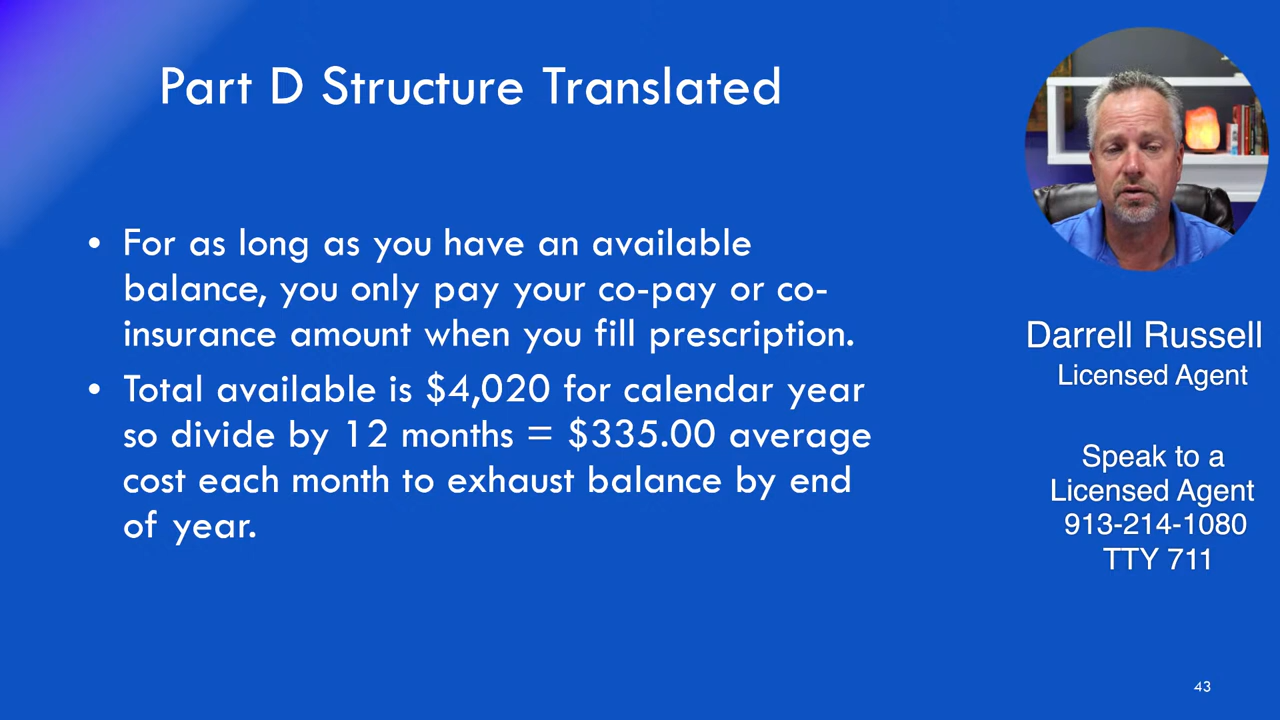 Part D Structure Translated
• For as long as you have an available
balance, you only pay your co-pay or co-
insurance amount when you fill prescription.
• Total available is $4,020 for calendar year
so divide by 12 months = $335.00 average
cost each month to exhaust balance by end
of year.
Darrell Russell
Licensed Agent
Speak to a
Licensed Agent
913-214-1080
TTY 711
43